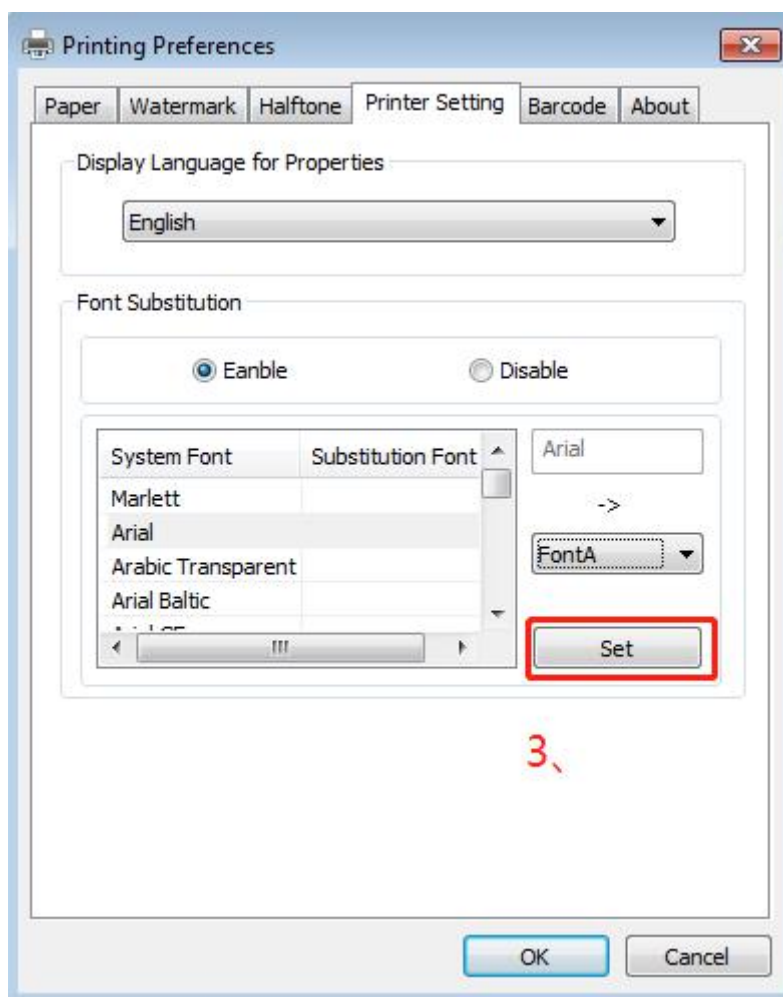 Printing Preferences
Paper Watermark Halftone Printer Setting Barcode About
Display Language for Properties
English
Font Substitution
Eanble Disable
System Font Substitution Font
Arial
Marlett
->
Arial
FontA
Arabic Transparent
Arial Baltic
Set
3、
OK Cancel